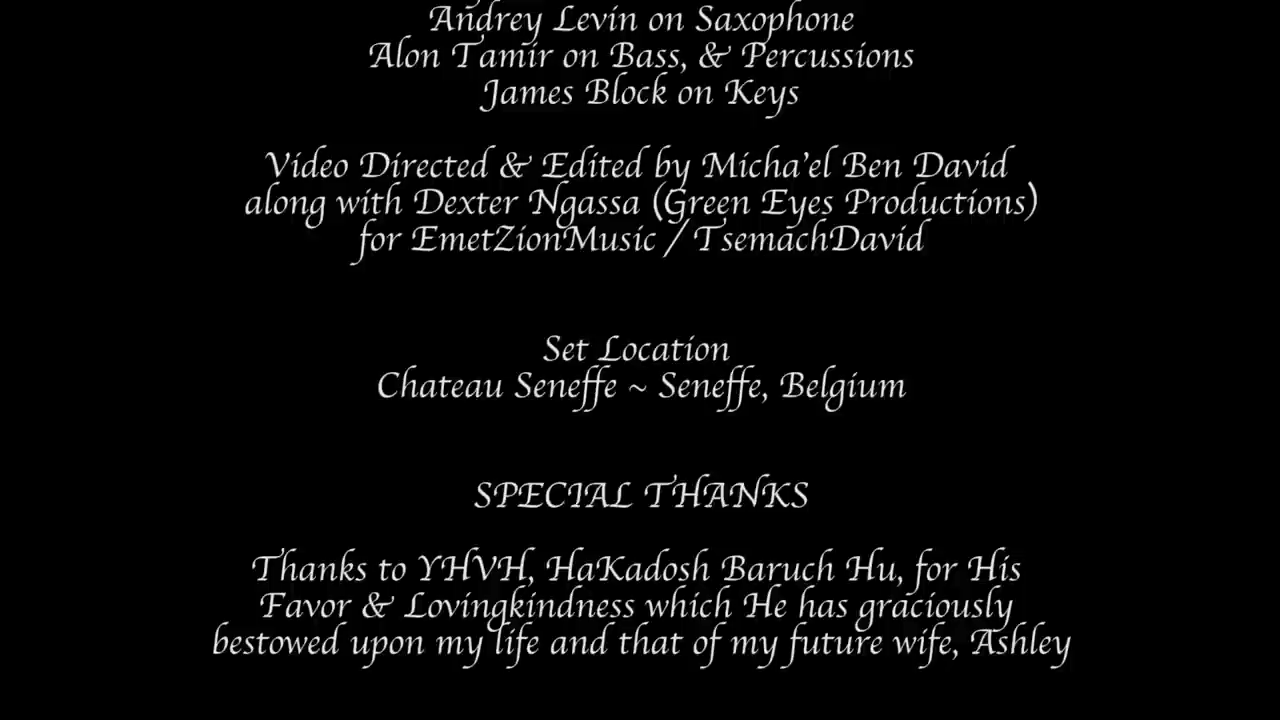 Andrey Levin on Saxophone
Alon Tamir on Bass, & Percussions
James Block on Keys
Video Directed & Edited by Micha'el Ben David
along with Dexter Ngassa (Green Eyes Productions)
for EmetZionMusic / TsemachDavid
Set Location
Chateau Seneffe ~ Seneffe, Belgium
SPECIAL THANKS
Thanks to YHVH, HaKadosh Baruch Hu, for His
Favor & Lovingkindness which He has graciously
bestowed upon my life and that of my future wife, Ashley